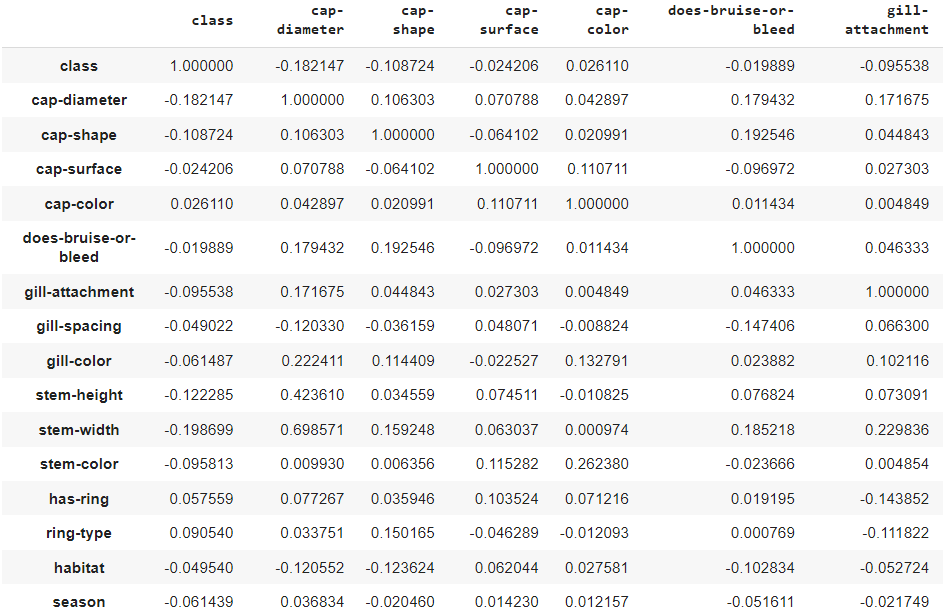 class cap-diameter cap-shape cap-surface cap-color does-bruise-or-bleed gill-attachment
class 1.000000 -0.182147 -0.108724 -0.024206 0.026110 -0.019889 -0.095538
cap-diameter -0.182147 1.000000 0.106303 0.070788 0.042897 0.179432 0.171675
cap-shape -0.108724 0.106303 1.000000 -0.064102 0.020991 0.192546 0.044843
cap-surface -0.024206 0.070788 -0.064102 1.000000 0.110711 -0.096972 0.027303
cap-color 0.026110 0.042897 0.020991 0.110711 1.000000 0.011434 0.004849
does-bruise-or-bleed -0.019889 0.179432 0.192546 -0.096972 0.011434 1.000000 0.046333
gill-attachment -0.095538 0.171675 0.044843 0.027303 0.004849 0.046333 1.000000
gill-spacing -0.049022 -0.120330 -0.036159 0.048071 -0.008824 -0.147406 0.066300
gill-color -0.061487 0.222411 0.114409 -0.022527 0.132791 0.023882 0.102116
stem-height -0.122285 0.423610 0.034559 0.074511 -0.010825 0.076824 0.073091
stem-width -0.198699 0.698571 0.159248 0.063037 0.000974 0.185218 0.229836
stem-color -0.095813 0.009930 0.006356 0.115282 0.262380 -0.023666 0.004854
has-ring 0.057559 0.077267 0.035946 0.103524 0.071216 0.019195 -0.143852
ring-type 0.090540 0.033751 0.150165 -0.046289 -0.012093 0.000769 -0.111822
habitat -0.049540 -0.120552 -0.123624 0.062044 0.027581 -0.102834 -0.052724
season -0.061439 0.036834 -0.020460 0.014230 0.012157 -0.051611 -0.021749